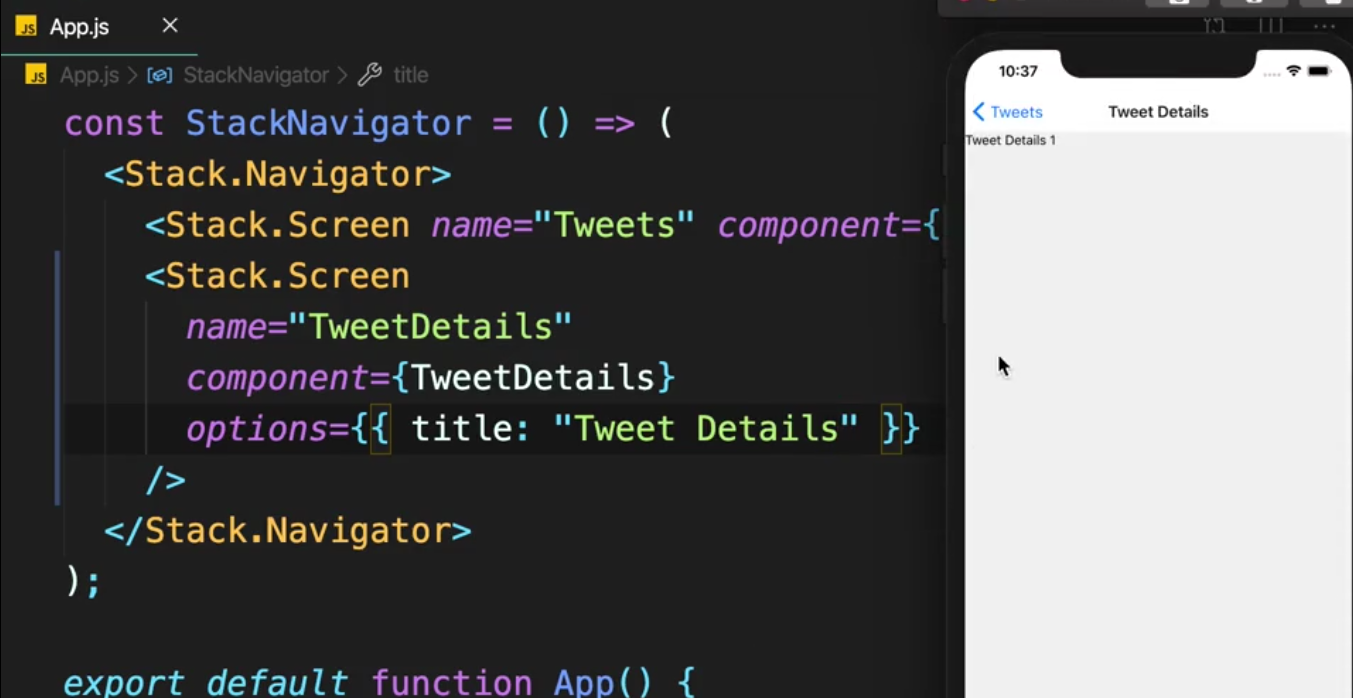 JS App.js ×
JS App.js > StackNavigator > title
const StackNavigator = () => (
<Stack.Navigator>
<Stack.Screen name="Tweets" component={
<Stack.Screen
name="TweetDetails"
component={TweetDetails}
options={{ title: "Tweet Details" }}
/>
</Stack.Navigator>
);
export default function App() {
10:37
Tweets
Tweet Details
Tweet Details 1